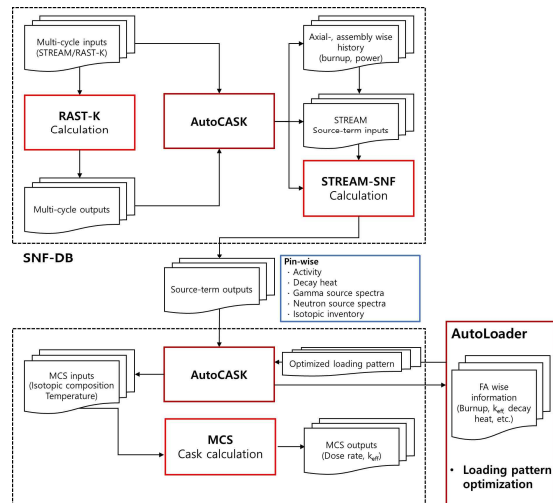 Multi-cycle inputs
(STREAM/RAST-K)
Axial-, assembly wise
history
(burnup, power)
RAST-K
Calculation
AutoCASK
STREAM
Source-term inputs
STREAM-SNF
Calculation
Multi-cycle outputs
SNF-DB
Source-term outputs
Pin-wise
· Activity
· Decay heat
· Gamma source spectra
· Neutron source spectra
· Isotopic inventory
AutoLoader
MCS inputs
(Isotopic composition
Temperature)
AutoCASK
Optimized loading pattern
FA wise
information
(Burnup, keff, decay
heat, etc.)
MCS
Cask calculation
MCS outputs
(Dose rate, keff)
• Loading pattern
optimization